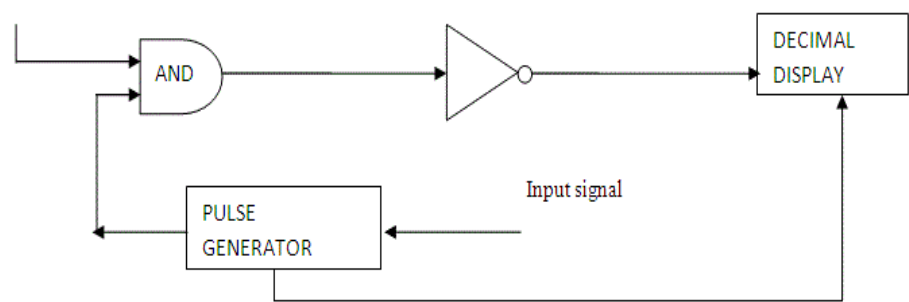 AND
DECIMAL
DISPLAY
Input signal
PULSE
GENERATOR